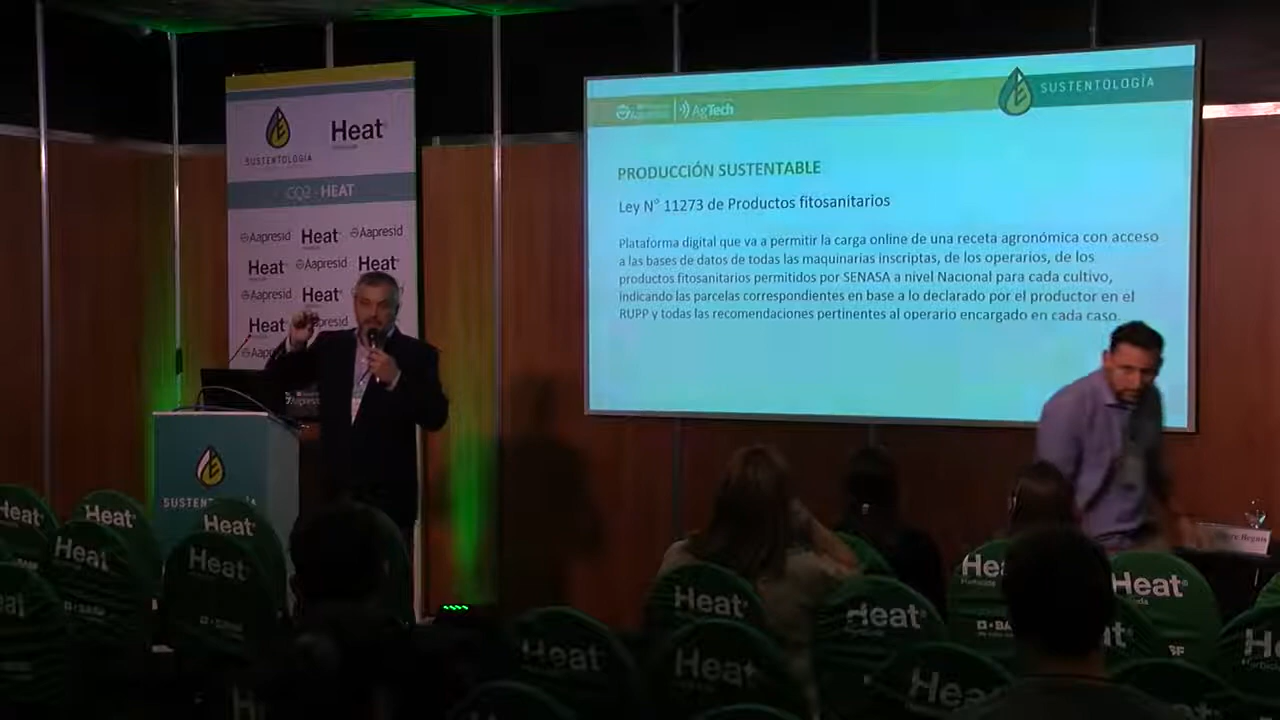 SUSTENTOLOGÍA
Heat
HEAT
Aapresid Heat Aapresid
Heat Aapresid Heat
Aapresid Heat
Heat Aapresid
SUSTENTOLOGÍA
AgTech
SUSTENTOLOGÍA
PRODUCCIÓN SUSTENTABLE
Ley N° 11273 de Productos fitosanitarios
Plataforma digital que va a permitir la carga online de una receta agronómica con acceso
a las bases de datos de todas las maquinarias inscriptas, de los operarios, de los
productos fitosanitarios permitidos por SENASA a nivel Nacional para cada cultivo,
indicando las parcelas correspondientes en base a lo declarado por el productor en el
RUPP y todas las recomendaciones pertinentes al operario encargado en cada caso.
Heat
Heat
Heat
Heat
Heat
Heat
Heat
Heat
Heat
Heat
Heat